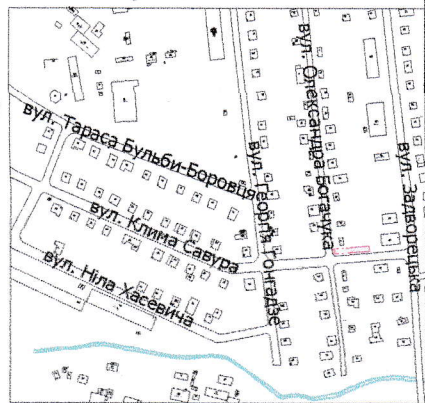 вул. Тараса Бульби-Боровця
вул. Клима Савура
вул. Ніла Хасевича
вул. Георгія Гонгадзе
вул. Олександра Богачука
вул. Задворецька